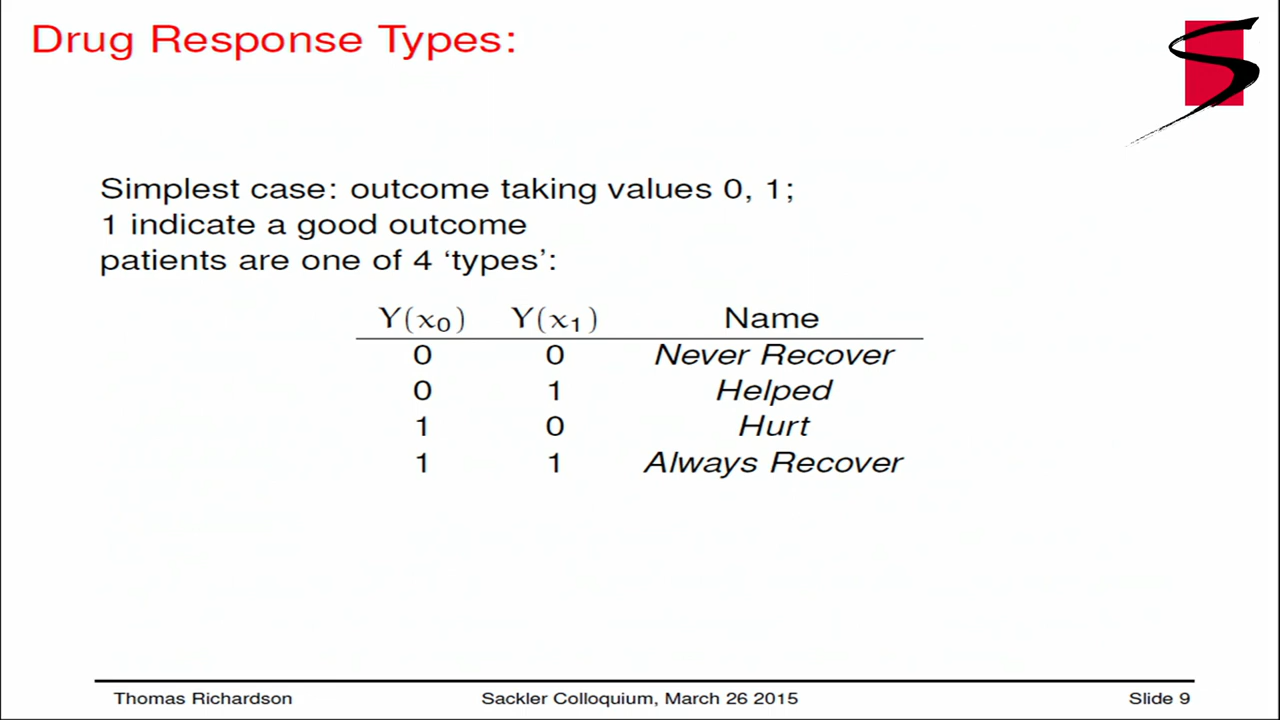 Drug Response Types:
Simplest case: outcome taking values 0, 1;
1 indicate a good outcome
patients are one of 4 ‘types’:
Y(x₀) Y(x₁) Name
0 0 Never Recover
0 1 Helped
1 0 Hurt
1 1 Always Recover
Thomas Richardson Sackler Colloquium, March 26 2015 Slide 9